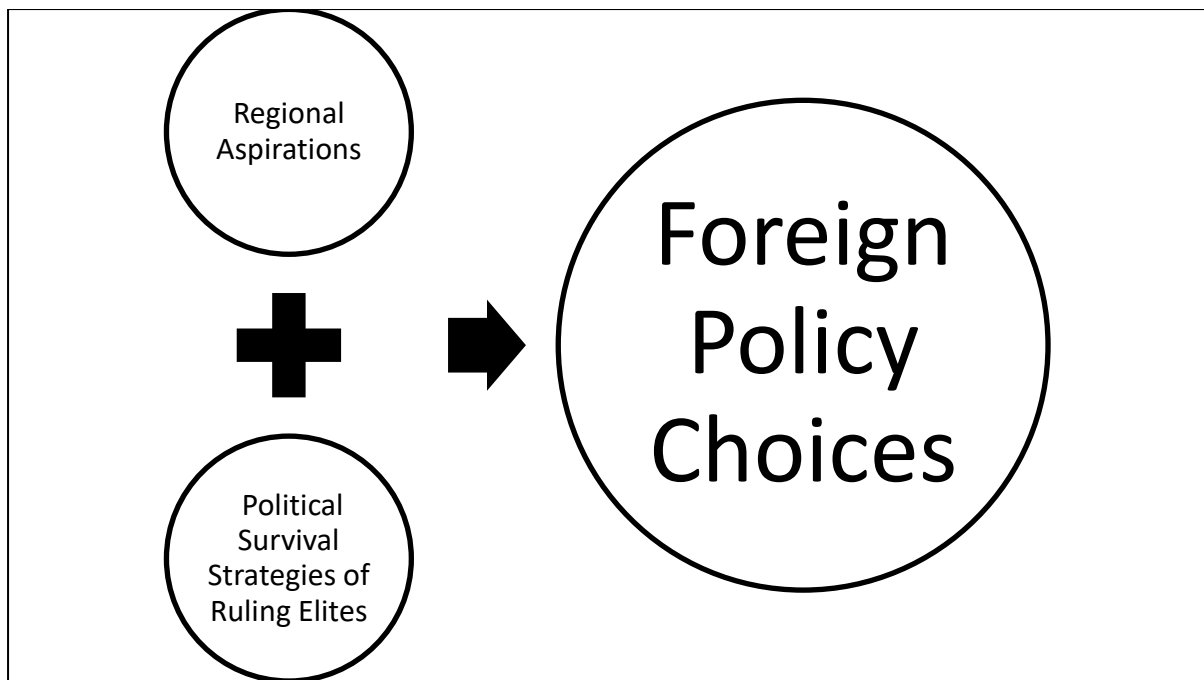 Regional
Aspirations
Political
Survival
Strategies of
Ruling Elites
Foreign
Policy
Choices